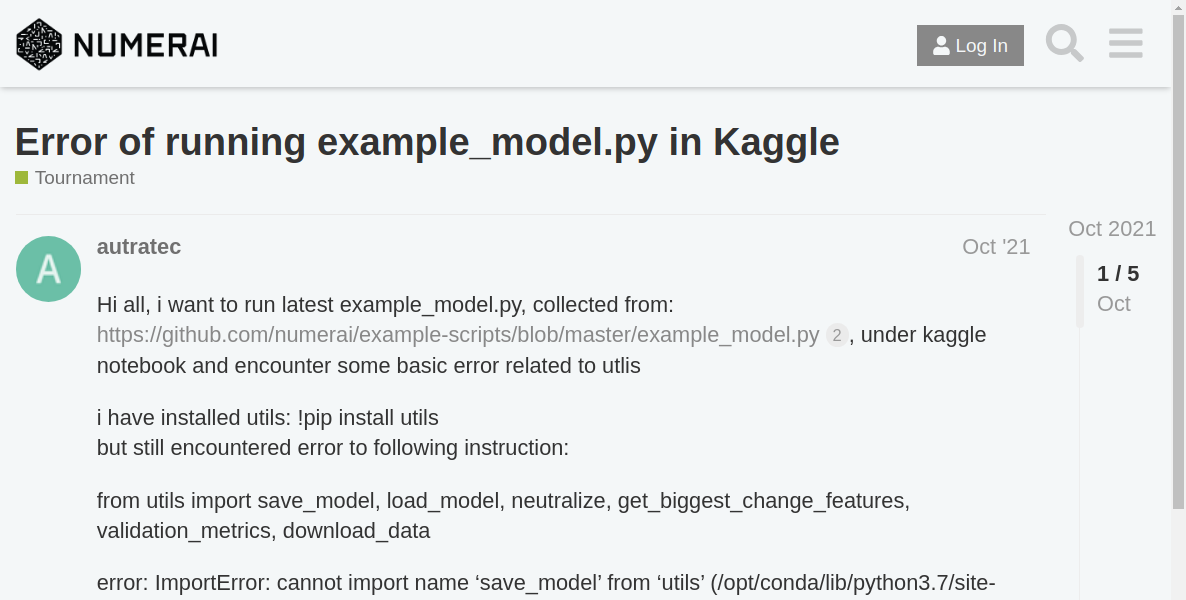 NUMERAI
Log In
Error of running example_model.py in Kaggle
Tournament
Oct 2021
1 / 5
Oct
A
autratec
Oct '21
Hi all, i want to run latest example_model.py, collected from:
https://github.com/numerai/example-scripts/blob/master/example_model.py 2 , under kaggle
notebook and encounter some basic error related to utlis
i have installed utils: !pip install utils
but still encountered error to following instruction:
from utils import save_model, load_model, neutralize, get_biggest_change_features,
validation_metrics, download_data
error: ImportError: cannot import name ‘save_model’ from ‘utils’ (/opt/conda/lib/python3.7/site-